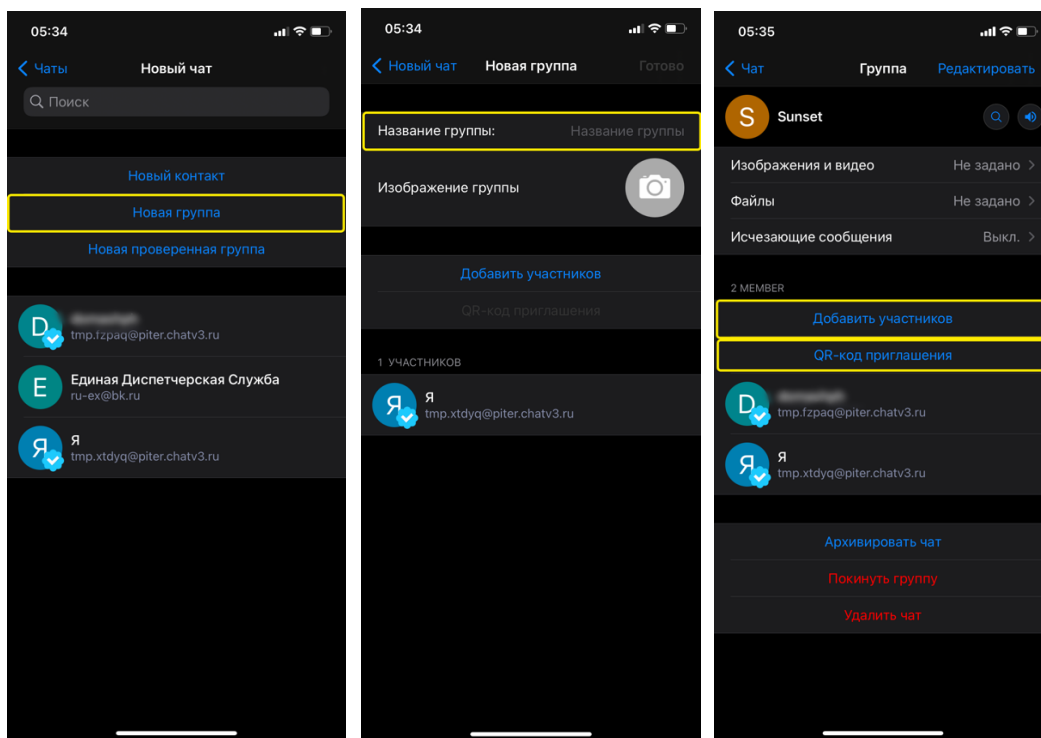 05:34
Чаты
Новый чат
Поиск
Новый контакт
Новая группа
Новая проверенная группа
D
tmp.fzpaq@piter.chatv3.ru
E
Единая Диспетчерская Служба
ru-ex@bk.ru
Я
Я
tmp.xtdyq@piter.chatv3.ru
05:34
Новый чат
Новая группа
Готово
Название группы:
Название группы
Изображение группы
Добавить участников
QR-код приглашения
1 УЧАСТНИКОВ
Я
Я
tmp.xtdyq@piter.chatv3.ru
05:35
Чат
Группа
Редактировать
S
Sunset
Изображения и видео
Не задано
Файлы
Не задано
Исчезающие сообщения
Выкл.
2 MEMBER
Добавить участников
QR-код приглашения
D
tmp.fzpaq@piter.chatv3.ru
Я
Я
tmp.xtdyq@piter.chatv3.ru
Архивировать чат
Покинуть группу
Удалить чат